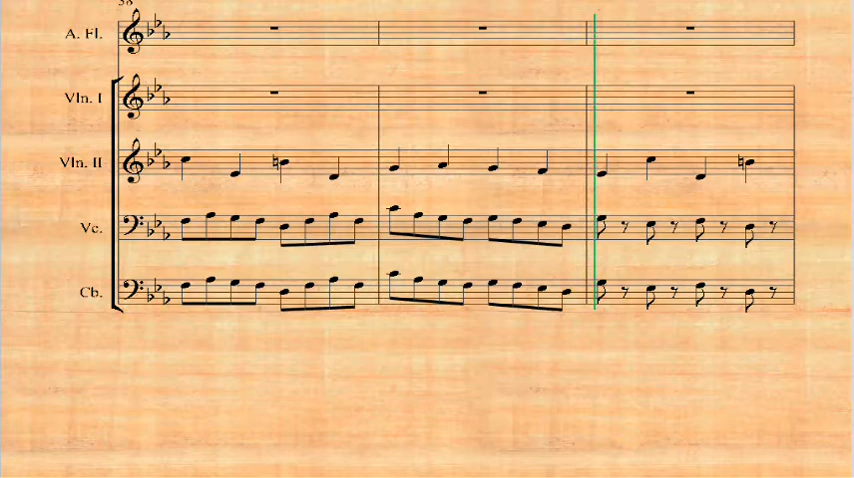 A. Fl.
Vln. I
Vln. II
Vc.
Cb.